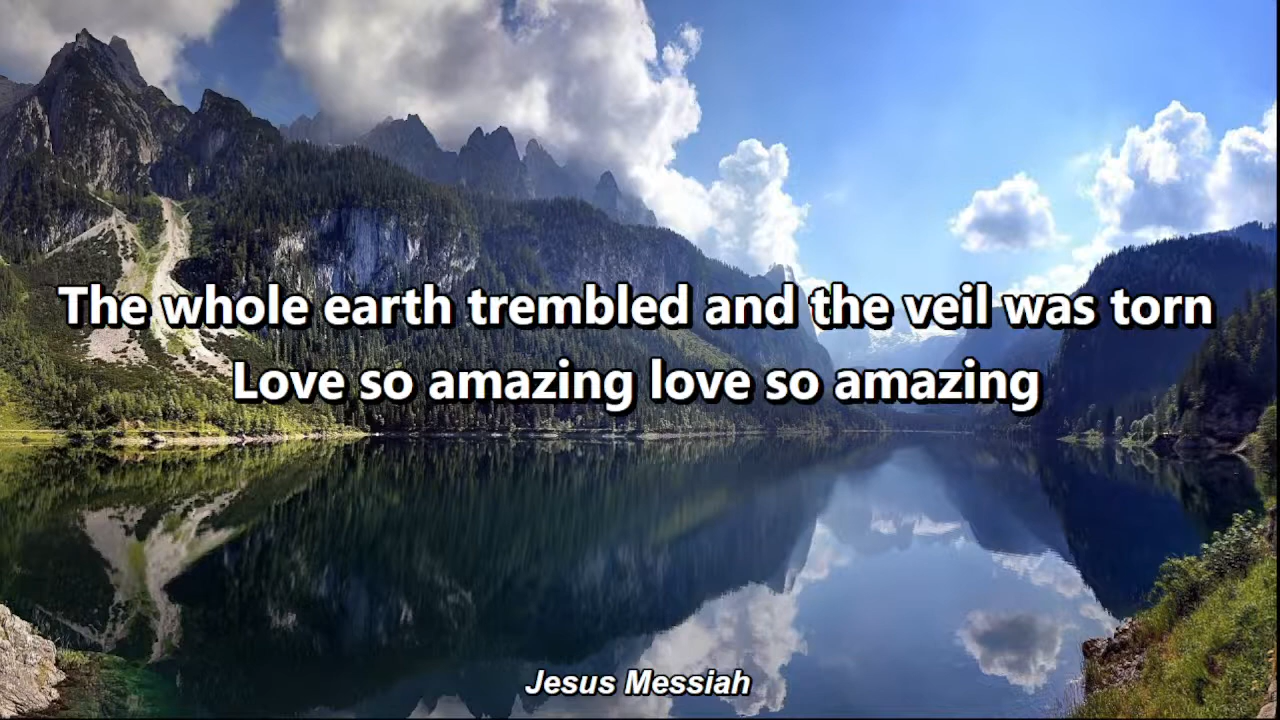 The whole earth trembled and the veil was torn
Love so amazing love so amazing
Jesus Messiah